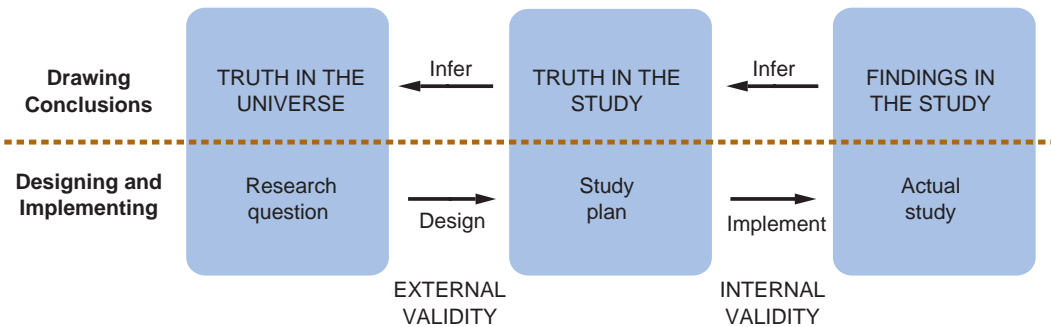 Drawing
Conclusions
TRUTH IN THE
UNIVERSE
Infer
TRUTH IN THE
STUDY
Infer
FINDINGS IN
THE STUDY
Designing and
Implementing
Research
question
Design
Study
plan
Implement
Actual
study
EXTERNAL
VALIDITY
INTERNAL
VALIDITY